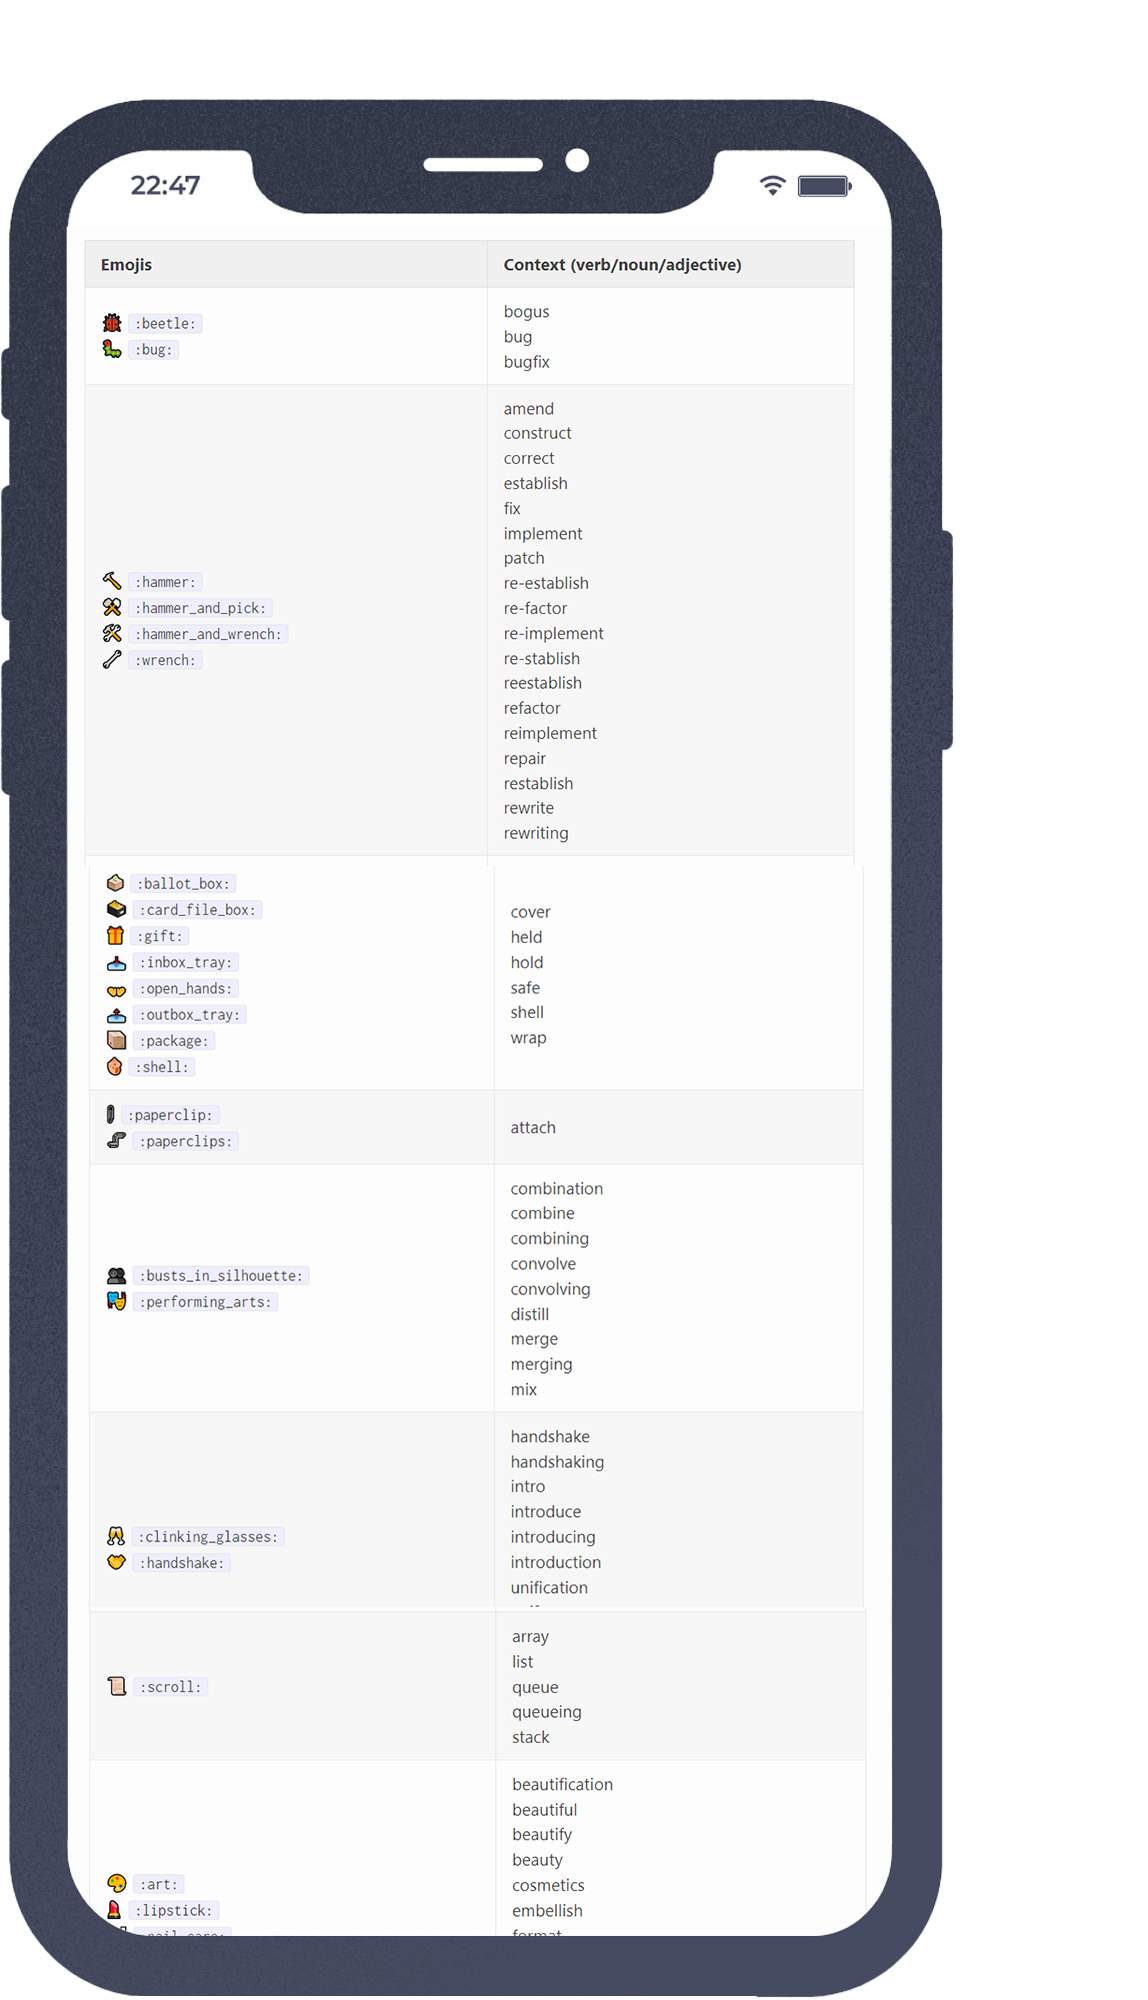 22:47
Emojis Context (verb/noun/adjective)
:beetle:
:bug:
bogus
bug
bugfix
:hammer:
:hammer_and_pick:
:hammer_and_wrench:
:wrench:
amend
construct
correct
establish
fix
implement
patch
re-establish
re-factor
re-implement
re-stablish
reestablish
refactor
reimplement
repair
restablish
rewrite
rewriting
:ballot_box:
:card_file_box:
:gift:
:inbox_tray:
:open_hands:
:outbox_tray:
:package:
:shell:
cover
held
hold
safe
shell
wrap
:paperclip:
:paperclips:
attach
:busts_in_silhouette:
:performing_arts:
combination
combine
combining
convolve
convolving
distill
merge
merging
mix
:clinking_glasses:
:handshake:
handshake
handshaking
intro
introduce
introducing
introduction
unification
:scroll:
array
list
queue
queueing
stack
:art:
:lipstick:
beautification
beautiful
beautify
beauty
cosmetics
embellish
format